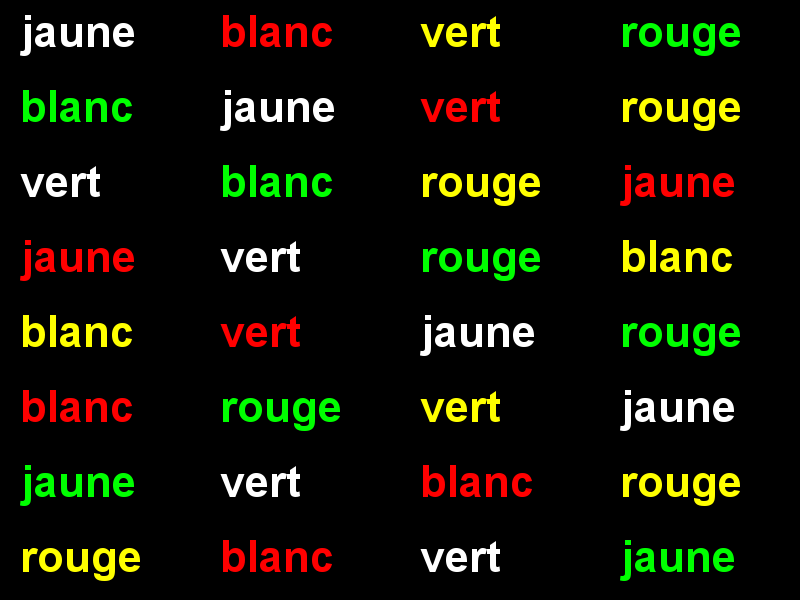 jaune blanc vert rouge
blanc jaune vert rouge
vert blanc rouge jaune
jaune vert rouge blanc
blanc vert jaune rouge
blanc rouge vert jaune
jaune vert blanc rouge
rouge blanc vert jaune